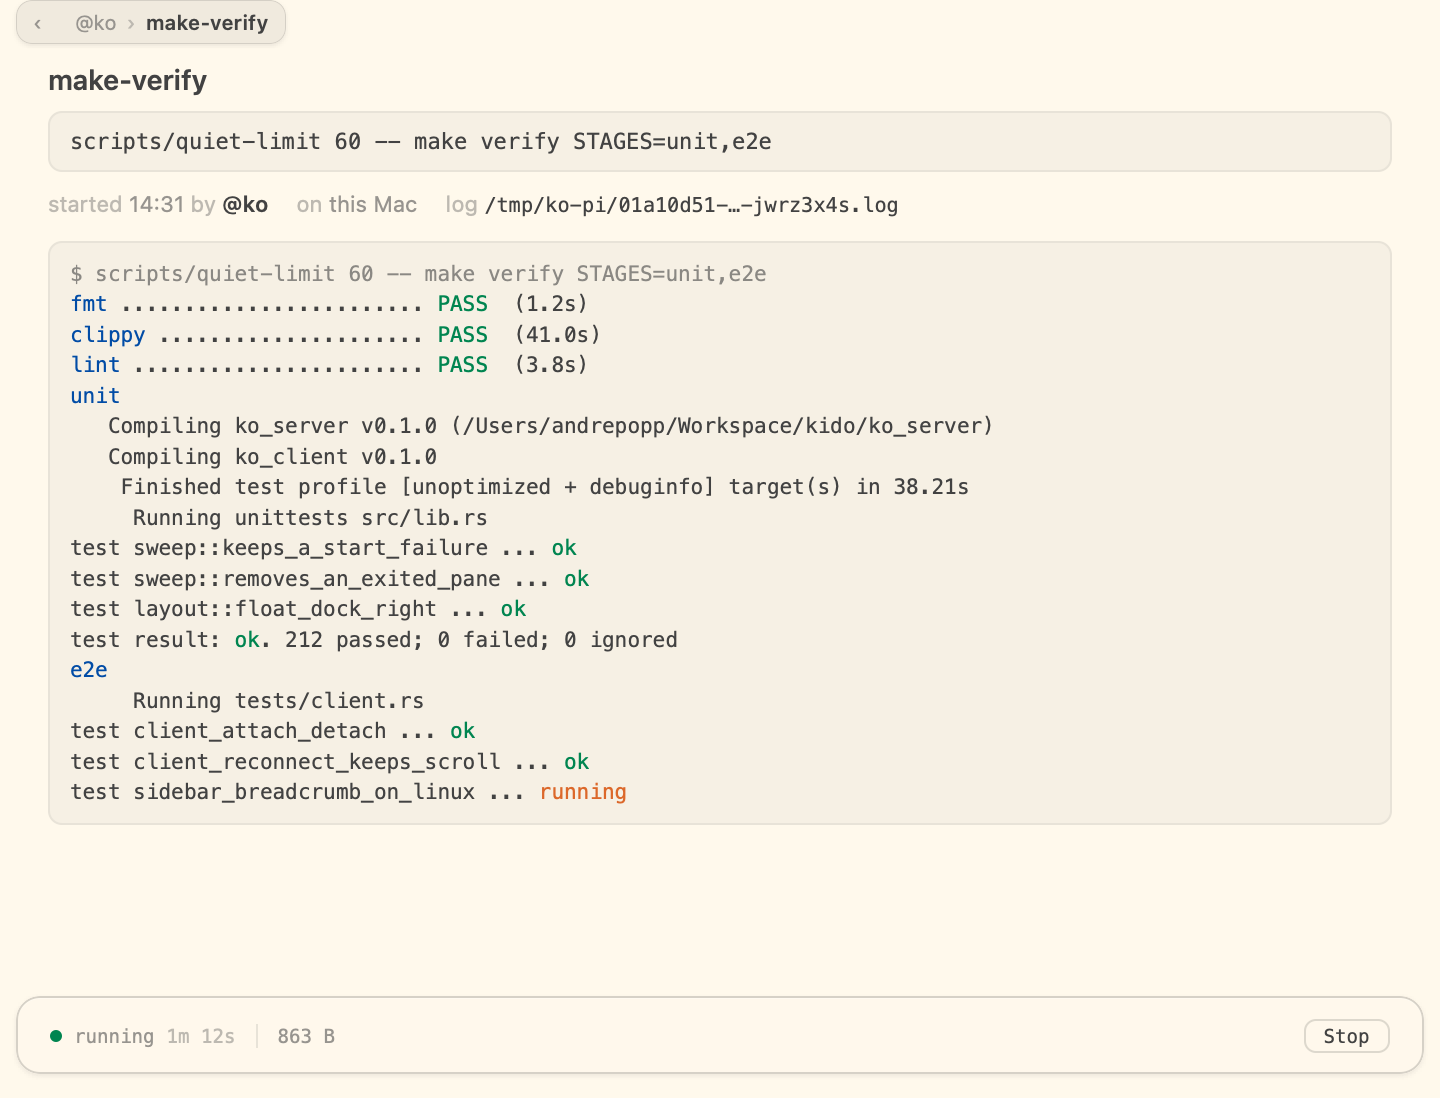 ‹ @ko › make-verify
make-verify
scripts/quiet-limit 60 -- make verify STAGES=unit,e2e
started 14:31 by @ko on this Mac log /tmp/ko-pi/01a10d51-…-jwrz3x4s.log
$ scripts/quiet-limit 60 -- make verify STAGES=unit,e2e
fmt ........................ PASS  (1.2s)
clippy ..................... PASS  (41.0s)
lint ....................... PASS  (3.8s)
unit
   Compiling ko_server v0.1.0 (/Users/andrepopp/Workspace/kido/ko_server)
   Compiling ko_client v0.1.0
    Finished test profile [unoptimized + debuginfo] target(s) in 38.21s
     Running unittests src/lib.rs
test sweep::keeps_a_start_failure ... ok
test sweep::removes_an_exited_pane ... ok
test layout::float_dock_right ... ok
test result: ok. 212 passed; 0 failed; 0 ignored
e2e
     Running tests/client.rs
test client_attach_detach ... ok
test client_reconnect_keeps_scroll ... ok
test sidebar_breadcrumb_on_linux ... running
running 1m 12s 863 B Stop